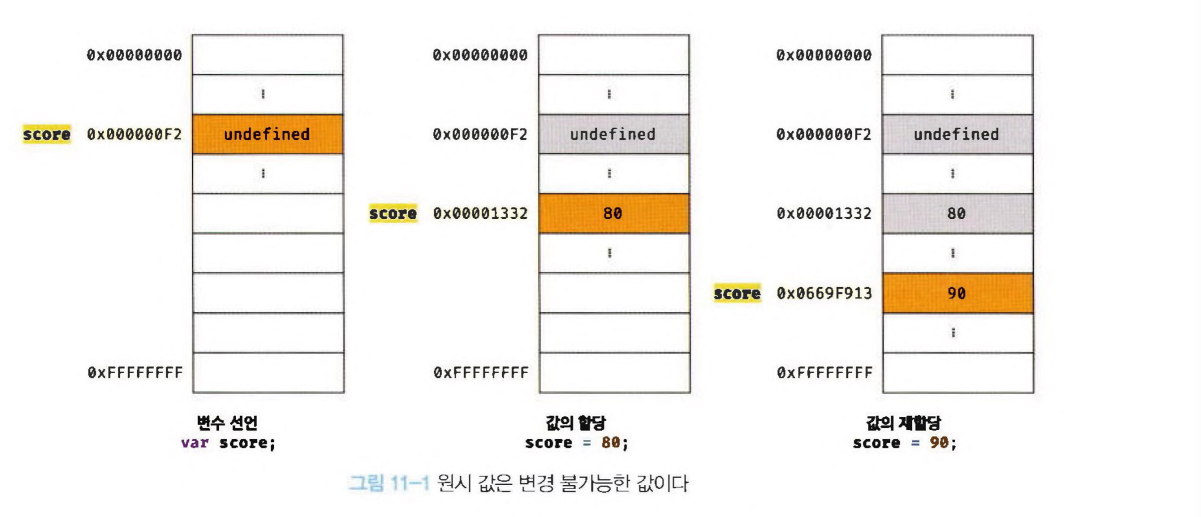 0x00000000
⋮
score 0x000000F2 undefined
⋮
0xFFFFFFFF
변수 선언
var score;
0x00000000
⋮
0x000000F2 undefined
⋮
score 0x00001332 80
⋮
0xFFFFFFFF
값의 할당
score = 80;
0x00000000
⋮
0x000000F2 undefined
⋮
0x00001332 80
⋮
score 0x0669F913 90
⋮
0xFFFFFFFF
값의 재할당
score = 90;
그림 11-1 원시 값은 변경 불가능한 값이다